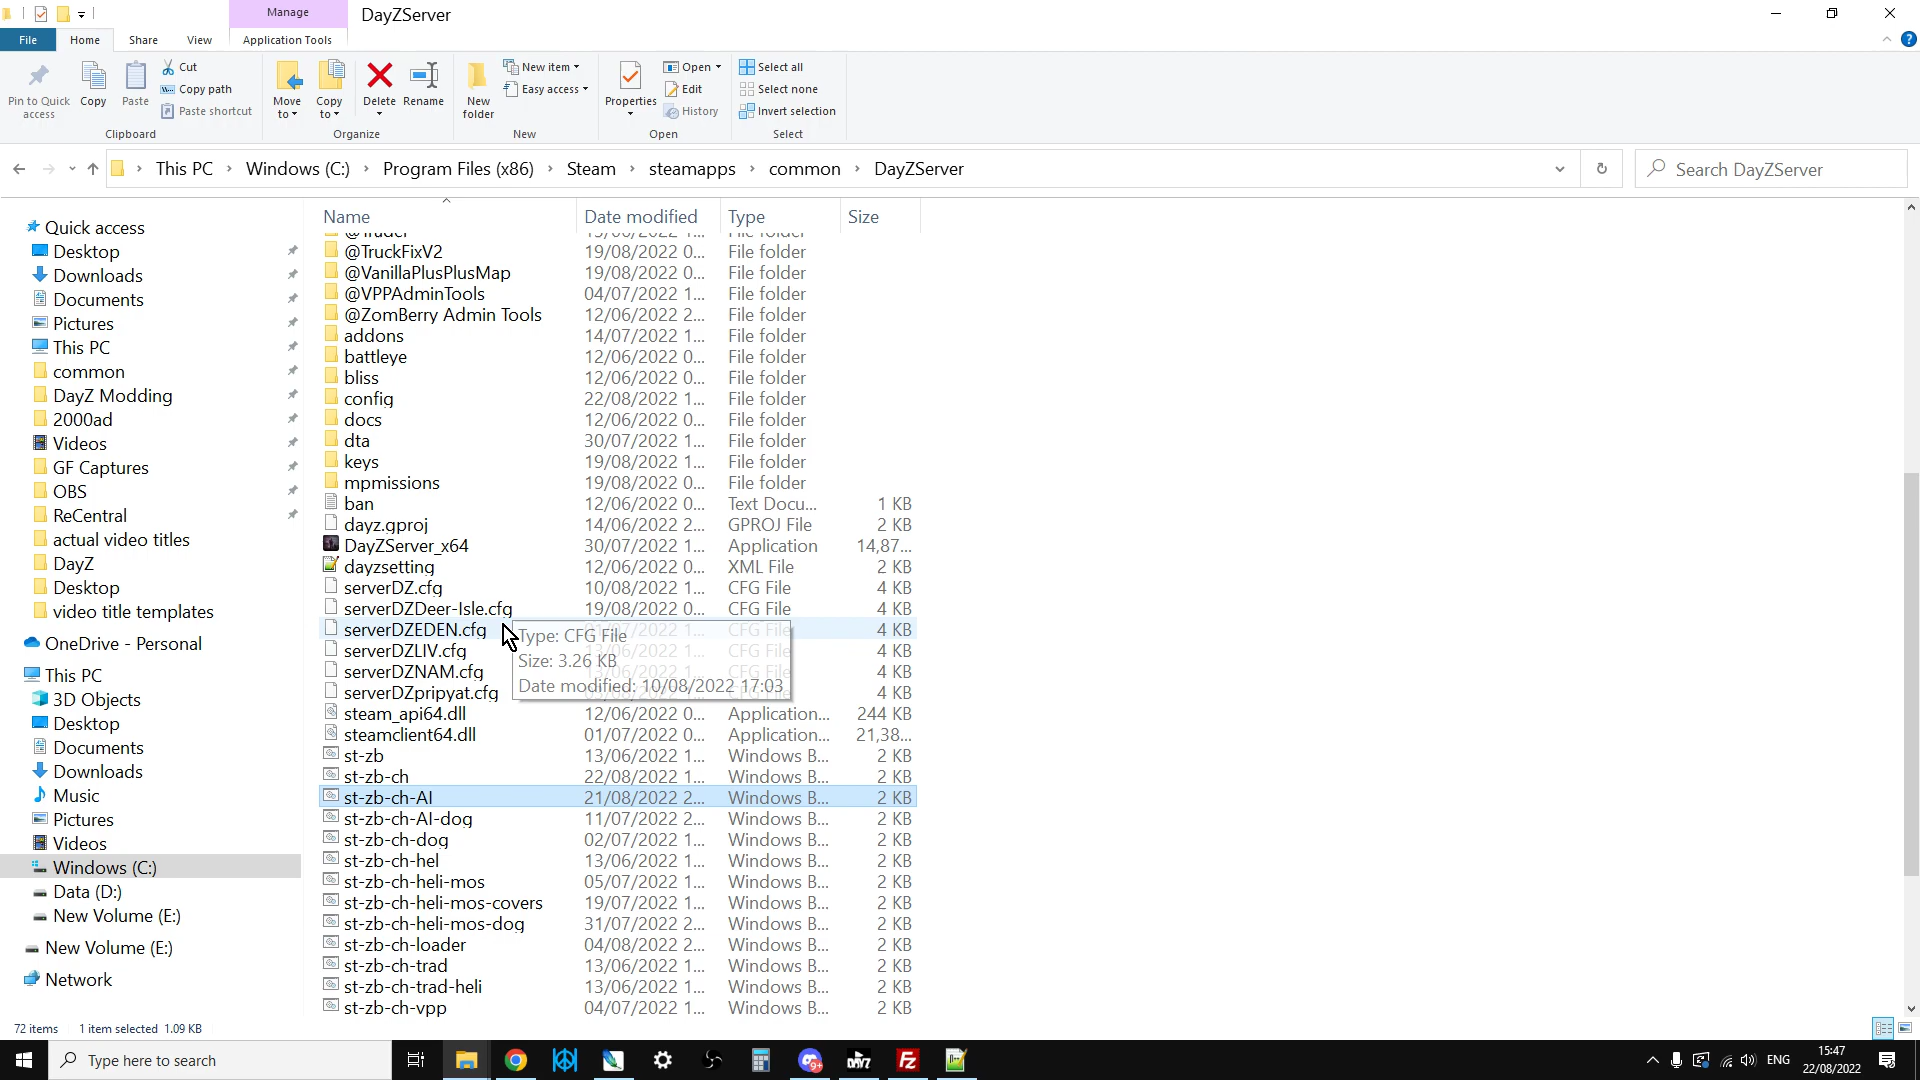 Manage
DayZServer
File
Home
Share
View
Application Tools
Pin to Quick access
Copy
Paste
Cut
Copy path
Paste shortcut
Clipboard
Move to
Copy to
Delete
Rename
Organize
New folder
New item
Easy access
New
Properties
Open
Edit
History
Open
Select all
Select none
Invert selection
Select
This PC
Windows (C:)
Program Files (x86)
Steam
steamapps
common
DayZServer
Search DayZServer
Quick access
Desktop
Downloads
Documents
Pictures
This PC
common
DayZ Modding
2000ad
Videos
GF Captures
OBS
ReCentral
actual video titles
DayZ
Desktop
video title templates
OneDrive - Personal
This PC
3D Objects
Desktop
Documents
Downloads
Music
Pictures
Videos
Windows (C:)
Data (D:)
New Volume (E:)
New Volume (E:)
Network
Name Date modified Type Size
@TruckFixV2 19/08/2022 0... File folder
@VanillaPlusPlusMap 19/08/2022 0... File folder
@VPPAdminTools 04/07/2022 1... File folder
@ZomBerry Admin Tools 12/06/2022 2... File folder
addons 14/07/2022 1... File folder
battleye 12/06/2022 0... File folder
bliss 12/06/2022 0... File folder
config 22/08/2022 1... File folder
docs 12/06/2022 0... File folder
dta 30/07/2022 1... File folder
keys 19/08/2022 1... File folder
mpmissions 19/08/2022 0... File folder
ban 12/06/2022 0... Text Docu... 1 KB
dayz.gproj 14/06/2022 2... GPROJ File 2 KB
DayZServer_x64 30/07/2022 1... Application 14,87...
dayzsetting 12/06/2022 0... XML File 2 KB
serverDZ.cfg 10/08/2022 1... CFG File 4 KB
serverDZDeer-Isle.cfg 19/08/2022 0... CFG File 4 KB
serverDZEDEN.cfg 4 KB
serverDZLIV.cfg 4 KB
serverDZNAM.cfg 4 KB
serverDZpripyat.cfg 4 KB
Type: CFG File
Size: 3.26 KB
Date modified: 10/08/2022 17:03
steam_api64.dll 12/06/2022 0... Application... 244 KB
steamclient64.dll 01/07/2022 0... Application... 21,38...
st-zb 13/06/2022 1... Windows B... 2 KB
st-zb-ch 22/08/2022 1... Windows B... 2 KB
st-zb-ch-AI 21/08/2022 2... Windows B... 2 KB
st-zb-ch-AI-dog 11/07/2022 2... Windows B... 2 KB
st-zb-ch-dog 02/07/2022 1... Windows B... 2 KB
st-zb-ch-hel 13/06/2022 1... Windows B... 2 KB
st-zb-ch-heli-mos 05/07/2022 1... Windows B... 2 KB
st-zb-ch-heli-mos-covers 19/07/2022 1... Windows B... 2 KB
st-zb-ch-heli-mos-dog 31/07/2022 2... Windows B... 2 KB
st-zb-ch-loader 04/08/2022 2... Windows B... 2 KB
st-zb-ch-trad 13/06/2022 1... Windows B... 2 KB
st-zb-ch-trad-heli 13/06/2022 1... Windows B... 2 KB
st-zb-ch-vpp 04/07/2022 1... Windows B... 2 KB
72 items 1 item selected 1.09 KB
Type here to search
DAYZ
ENG
15:47
22/08/2022